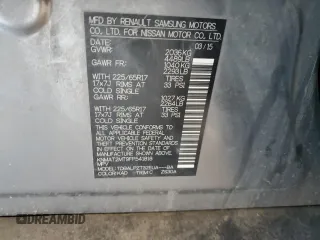 MFD BY RENAULT SAMSUNG MOTORS
CO., LTD. FOR NISSAN MOTOR CO., LTD.
DATE: 03/15
GVWR 2036KG
4489LB
GAWR FR/ 1040KG
2293LB
WITH 225/65R17 TIRES
17x7J RIMS AT 33 PSI
COLD SINGLE
GAWR RR/ 1027KG
2264LB
WITH 225/65R17 TIRES
17x7J RIMS AT 33 PSI
COLD SINGLE
THIS VEHICLE CONFORMS TO ALL
APPLICABLE FEDERAL MOTOR VEHICLE
SAFETY AND THEFT PREVENTION STANDARDS
IN EFFECT ON THE DATE OF
MANUFACTURE SHOWN ABOVE.
MPV
COLOR: KAD TRIM: C